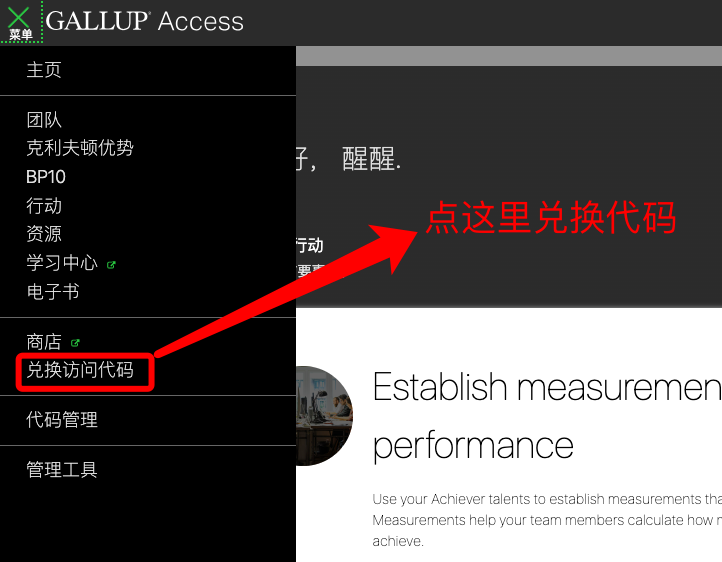 GALLUP® Access
菜单
主页
团队
克利夫顿优势
BP10
行动
资源
学习中心
电子书
商店
兑换访问代码
代码管理
管理工具
醒醒.
点这里兑换代码
行动
Establish measuremen
performance
Use your Achiever talents to establish measurements tha
Measurements help your team members calculate how
achieve.